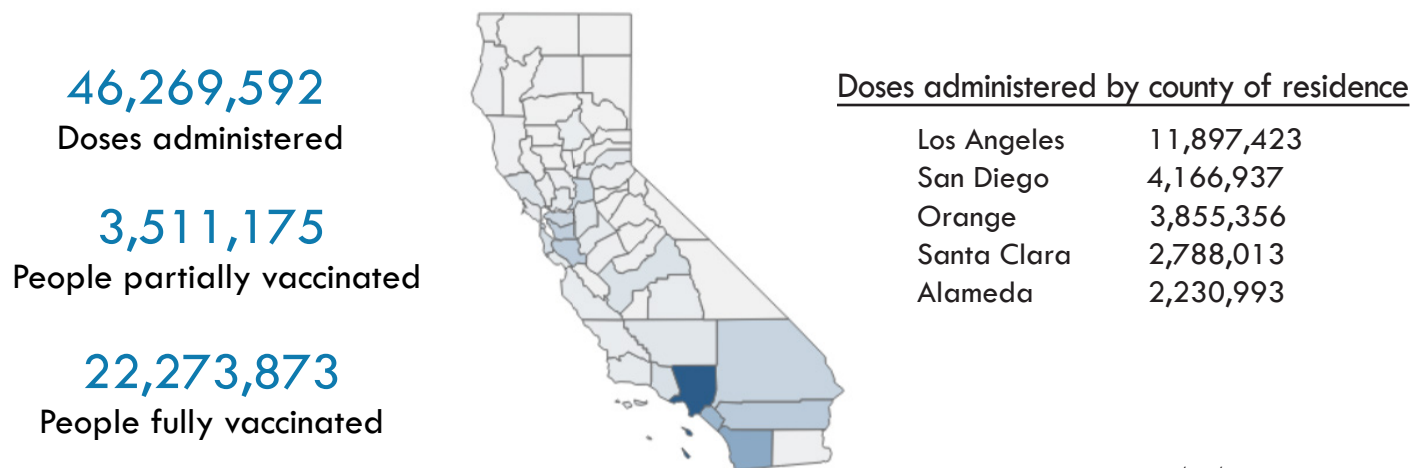 46,269,592
Doses administered
3,511,175
People partially vaccinated
22,273,873
People fully vaccinated
Doses administered by county of residence
Los Angeles 11,897,423
San Diego 4,166,937
Orange 3,855,356
Santa Clara 2,788,013
Alameda 2,230,993